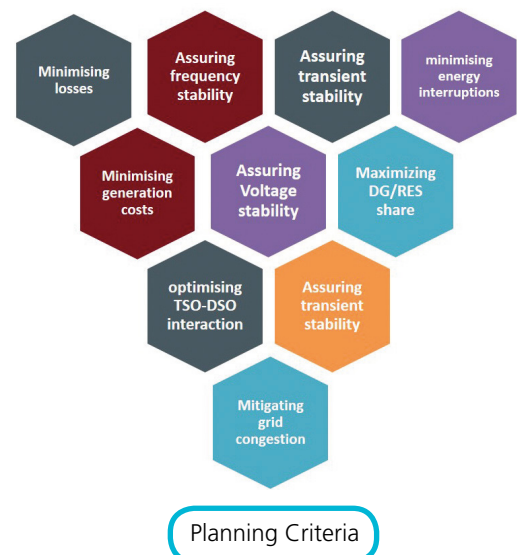 Minimising
losses
Assuring
frequency
stability
Assuring
transient
stability
minimising
energy
interruptions
Minimising
generation
costs
Assuring
Voltage
stability
Maximizing
DG/RES
share
optimising
TSO-DSO
interaction
Assuring
transient
stability
Mitigating
grid
congestion
Planning Criteria